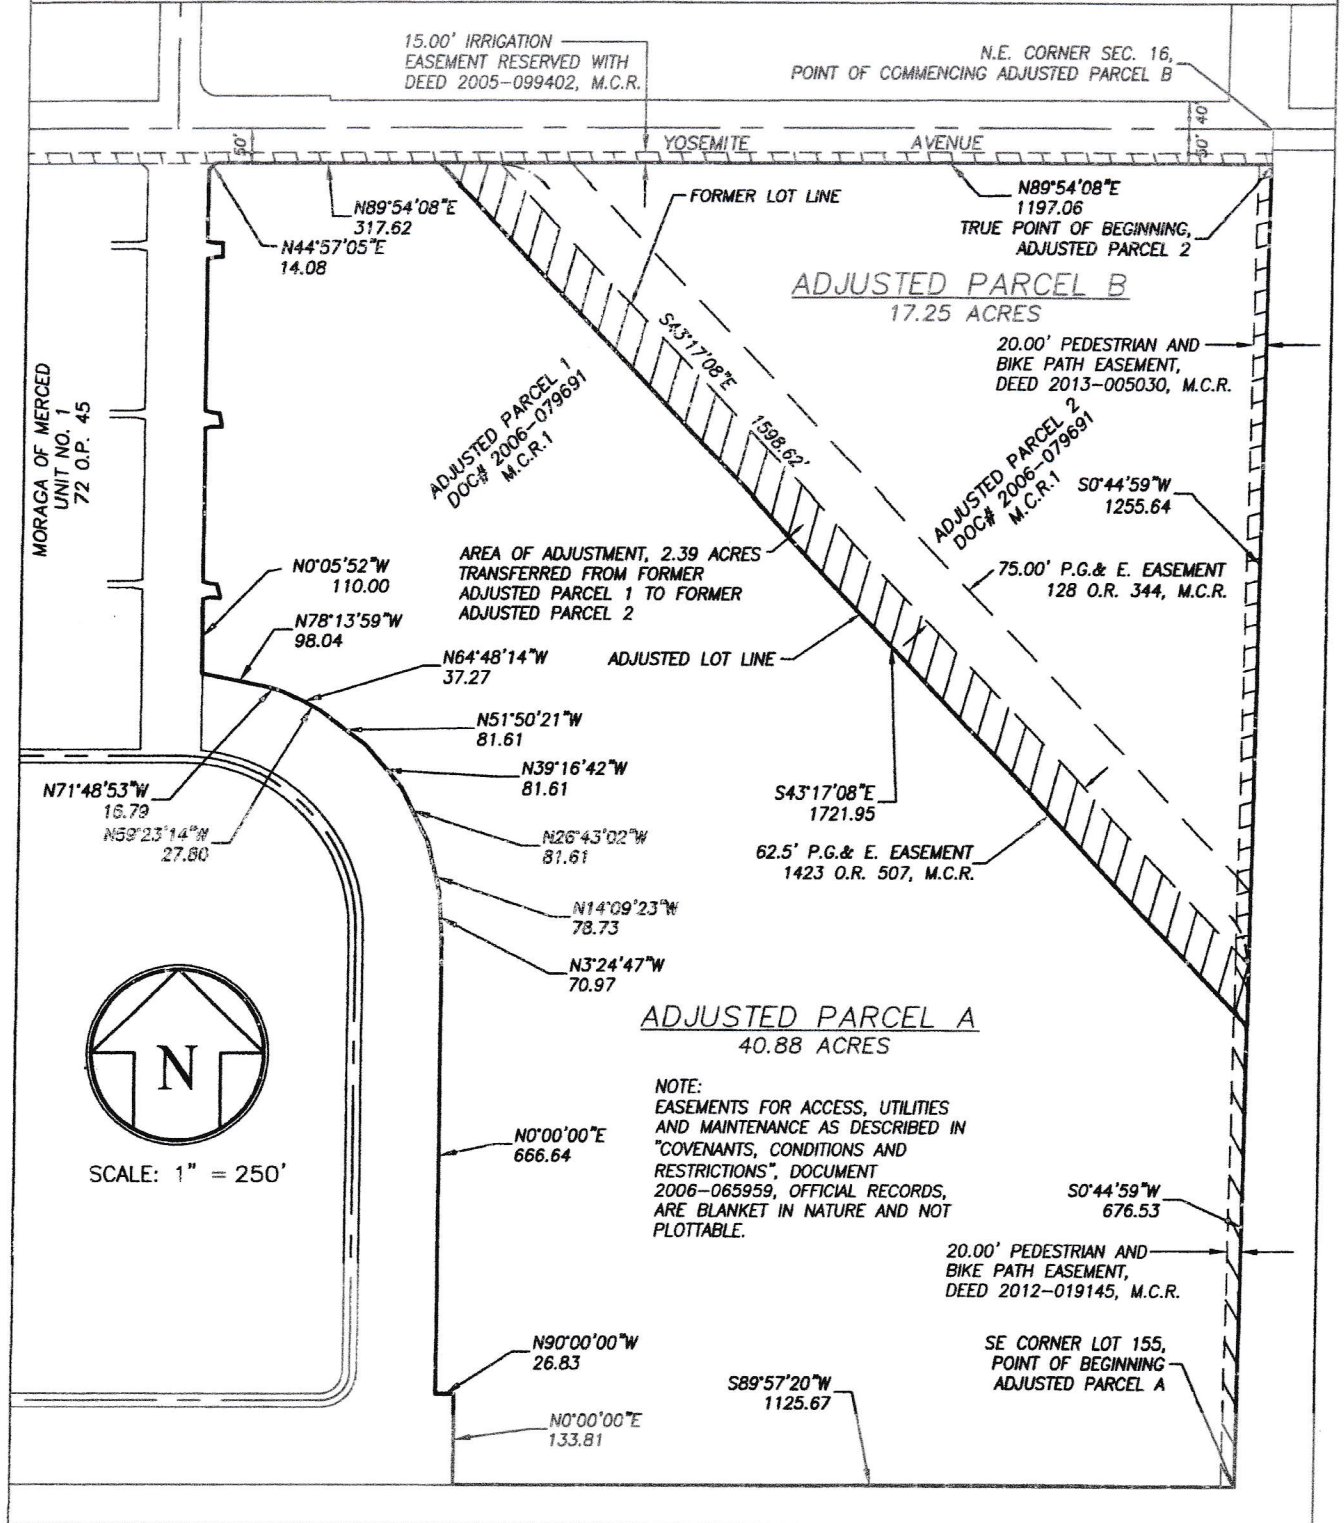 15.00' IRRIGATION
EASEMENT RESERVED WITH
DEED 2005-099402, M.C.R.
N.E. CORNER SEC. 16,
POINT OF COMMENCING ADJUSTED PARCEL B
50'
40'
50'
YOSEMITE AVENUE
N89°54'08"E
317.62
N44°57'05"E
14.08
FORMER LOT LINE
N89°54'08"E
1197.06
TRUE POINT OF BEGINNING,
ADJUSTED PARCEL 2
ADJUSTED PARCEL B
17.25 ACRES
20.00' PEDESTRIAN AND
BIKE PATH EASEMENT,
DEED 2013-005030, M.C.R.
S43°17'08"E
1598.62'
MORAGA OF MERCED
UNIT NO. 1
72 O.P. 45
ADJUSTED PARCEL 1
DOC# 2006-079691
M.C.R.1
ADJUSTED PARCEL 2
DOC# 2006-079691
M.C.R.1
S0°44'59"W
1255.64
N0°05'52"W
110.00
AREA OF ADJUSTMENT, 2.39 ACRES
TRANSFERRED FROM FORMER
ADJUSTED PARCEL 1 TO FORMER
ADJUSTED PARCEL 2
75.00' P.G.& E. EASEMENT
128 O.R. 344, M.C.R.
N78°13'59"W
98.04
N64°48'14"W
37.27
ADJUSTED LOT LINE
N51°50'21"W
81.61
N39°16'42"W
81.61
N71°48'53"W
16.79
N59°23'14"W
27.80
S43°17'08"E
1721.95
N26°43'02"W
81.61
62.5' P.G.& E. EASEMENT
1423 O.R. 507, M.C.R.
N14°09'23"W
78.73
N3°24'47"W
70.97
ADJUSTED PARCEL A
40.88 ACRES
N
SCALE: 1" = 250'
NOTE:
EASEMENTS FOR ACCESS, UTILITIES
AND MAINTENANCE AS DESCRIBED IN
"COVENANTS, CONDITIONS AND
RESTRICTIONS", DOCUMENT
2006-065959, OFFICIAL RECORDS,
ARE BLANKET IN NATURE AND NOT
PLOTTABLE.
N0°00'00"E
666.64
S0°44'59"W
676.53
20.00' PEDESTRIAN AND
BIKE PATH EASEMENT,
DEED 2012-019145, M.C.R.
N90°00'00"W
26.83
SE CORNER LOT 155,
POINT OF BEGINNING
ADJUSTED PARCEL A
S89°57'20"W
1125.67
N0°00'00"E
133.81